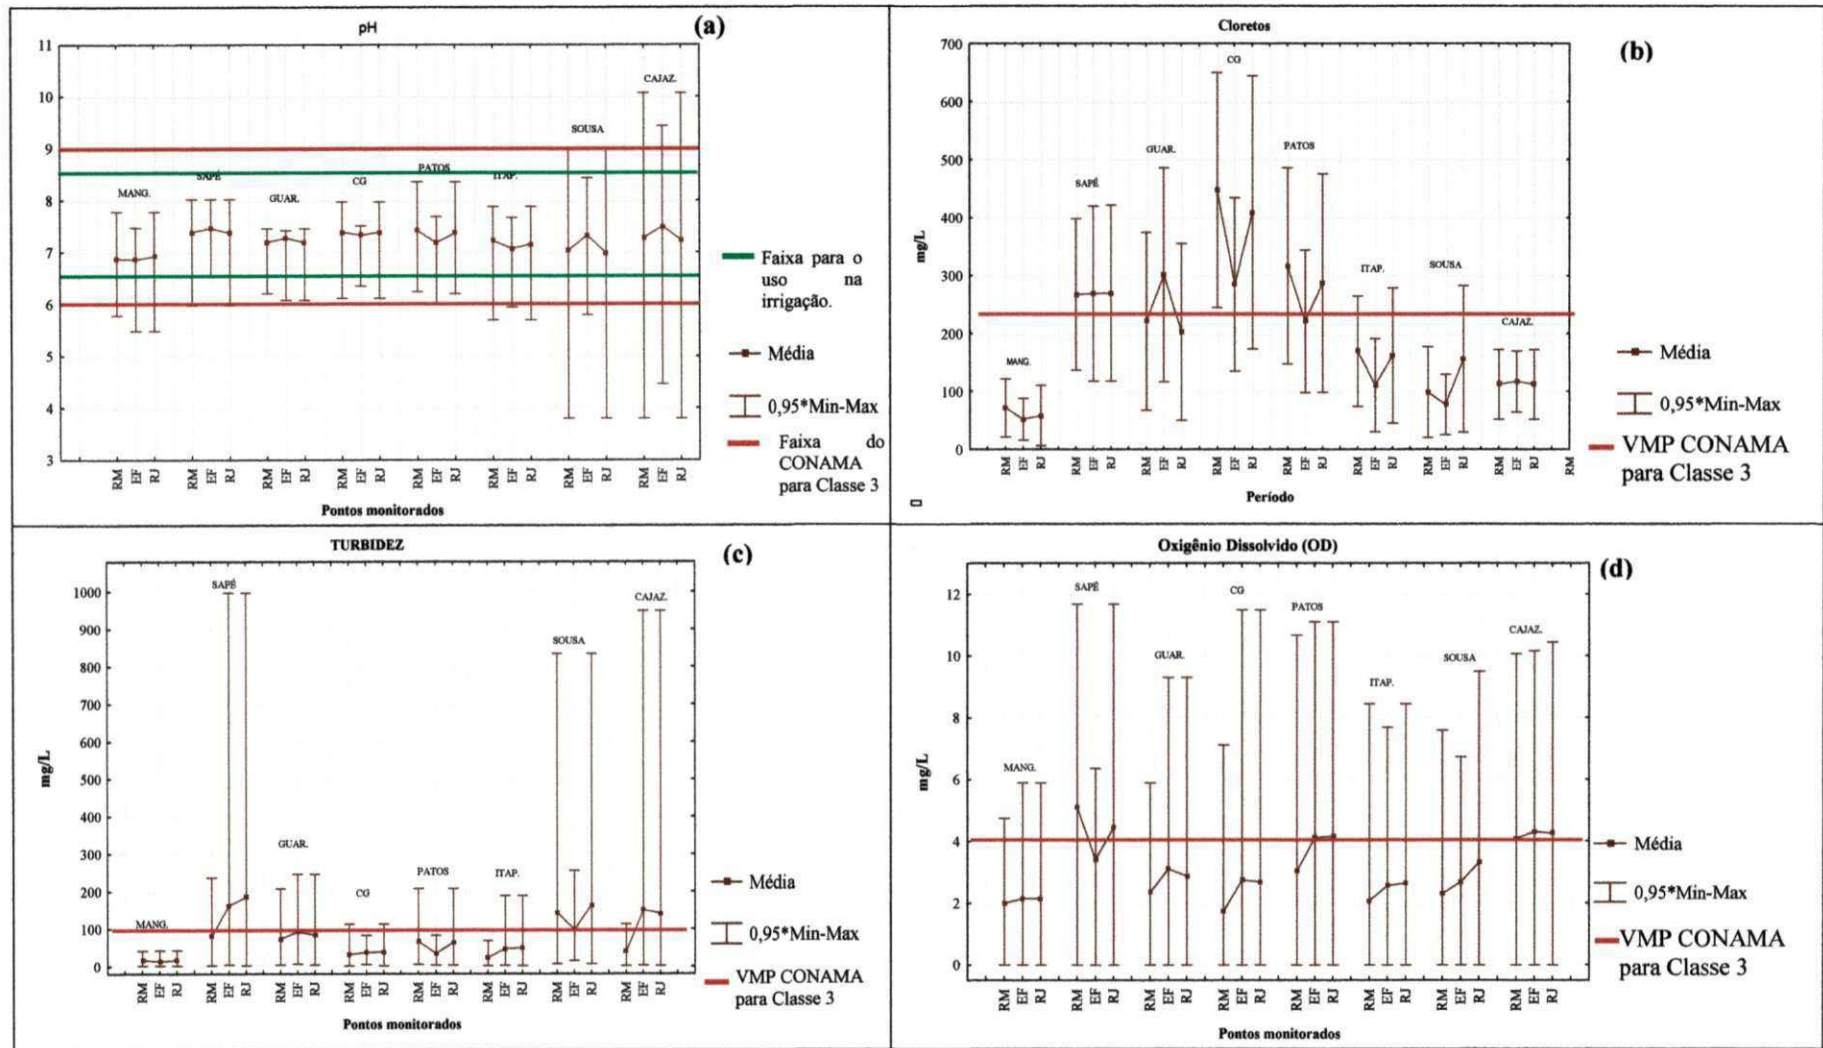 pH
(a)
11
10
9
8
7
6
5
4
3
MANG.
SAPÉ
GUAR.
CG
PATOS
ITAP.
SOUSA
CAJAZ.
RM EF RJ RM EF RJ RM EF RJ RM EF RJ RM EF RJ RM EF RJ RM EF RJ RM EF RJ
Pontos monitorados
Faixa para o
uso na
irrigação.
Média
0,95*Min-Max
Faixa do
CONAMA
para Classe 3
Cloretos
(b)
700
600
500
400
300
200
100
0
mg/L
MANG.
SAPÉ
GUAR.
CG
PATOS
ITAP.
SOUSA
CAJAZ.
RM EF RJ RM EF RJ RM EF RJ RM EF RJ RM EF RJ RM EF RJ RM EF RJ RM EF RJ RM
Período
Média
0,95*Min-Max
VMP CONAMA
para Classe 3
TURBIDEZ
(c)
1000
900
800
700
600
500
400
300
200
100
0
mg/L
MANG.
SAPÉ
GUAR.
CG
PATOS
ITAP.
SOUSA
CAJAZ.
RM EF RJ RM EF RJ RM EF RJ RM EF RJ RM EF RJ RM EF RJ RM EF RJ RM EF RJ
Pontos monitorados
Média
0,95*Min-Max
VMP CONAMA
para Classe 3
Oxigênio Dissolvido (OD)
(d)
12
10
8
6
4
2
0
mg/L
MANG.
SAPÉ
GUAR.
CG
PATOS
ITAP.
SOUSA
CAJAZ.
RM EF RJ RM EF RJ RM EF RJ RM EF RJ RM EF RJ RM EF RJ RM EF RJ RM EF RJ
Pontos monitorados
Média
0,95*Min-Max
VMP CONAMA
para Classe 3